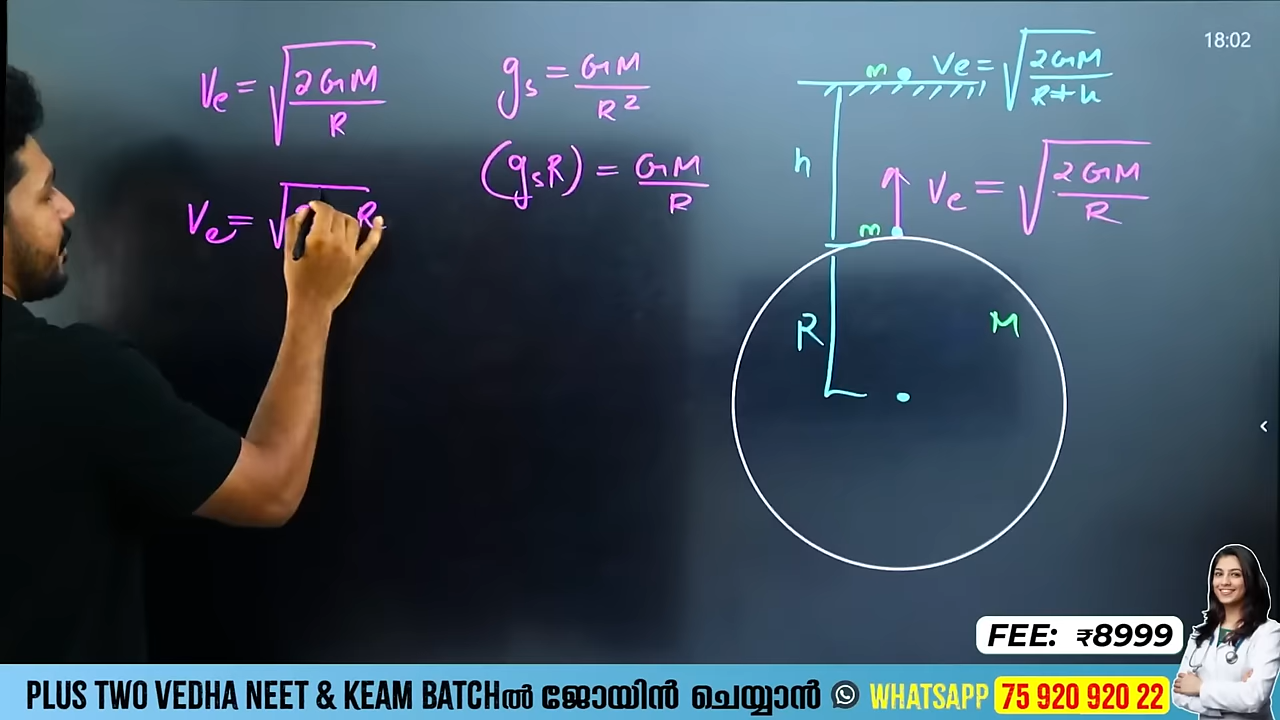 18:02
Ve = √(2GM/R)
gs = GM/R²
m Ve = √(2GM/R+h)
h
(gsR) = GM/R
Ve = √(2GM/R)
m
Ve = √ R
R
M
FEE: ₹8999
PLUS TWO VEDHA NEET & KEAM BATCHൽ ജോയിൻ ചെയ്യാൻ WHATSAPP 75 920 920 22